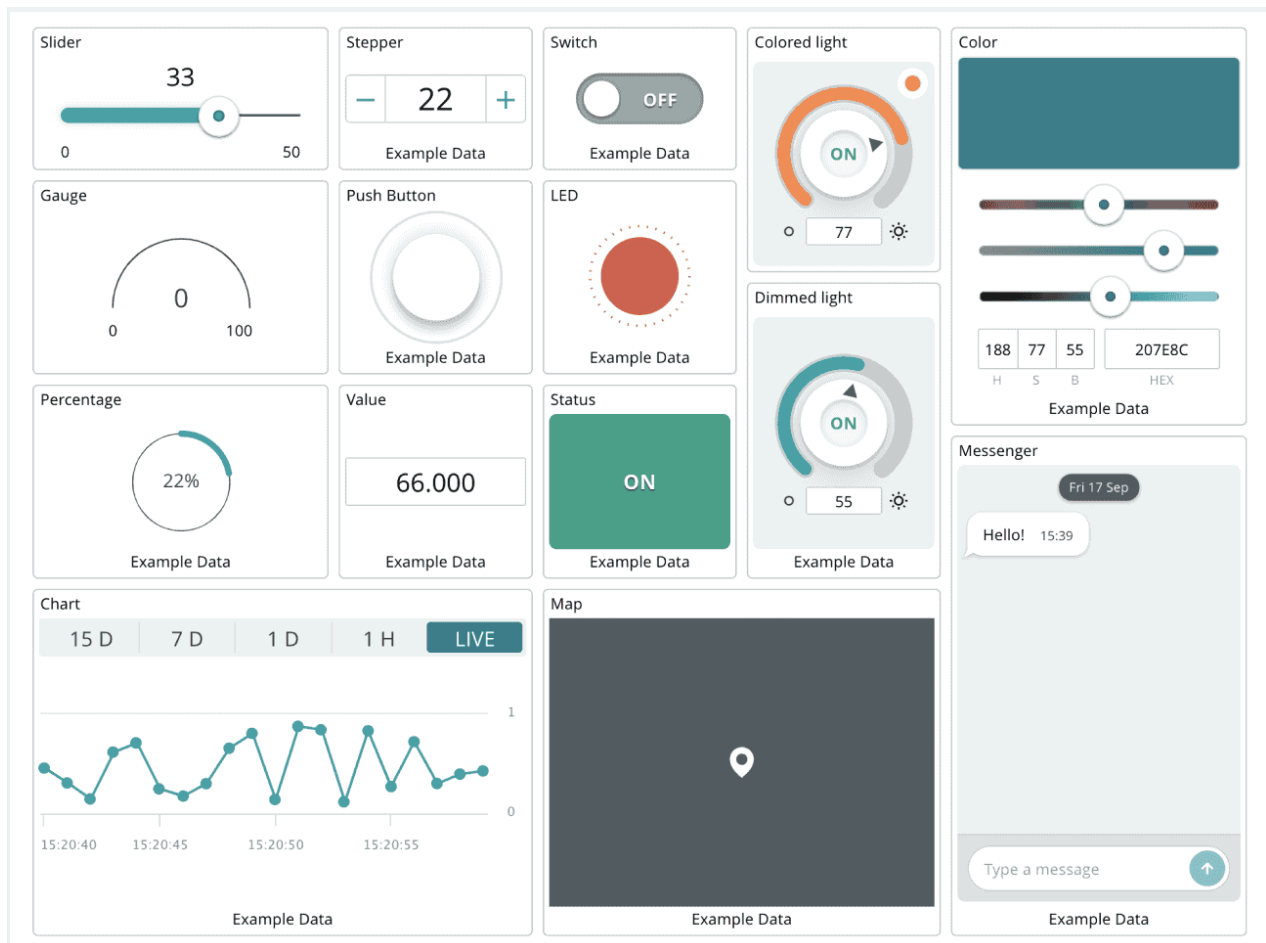 Slider
33
0 50
Stepper
− 22 +
Example Data
Switch
OFF
Example Data
Colored light
ON
77
Color
188 77 55 207E8C
H S B HEX
Example Data
Gauge
0
0 100
Push Button
Example Data
LED
Example Data
Dimmed light
ON
55
Example Data
Percentage
22%
Example Data
Value
66.000
Example Data
Status
ON
Example Data
Messenger
Fri 17 Sep
Hello! 15:39
Type a message
Example Data
Chart
15 D 7 D 1 D 1 H LIVE
1
0
15:20:40 15:20:45 15:20:50 15:20:55
Example Data
Map
Example Data